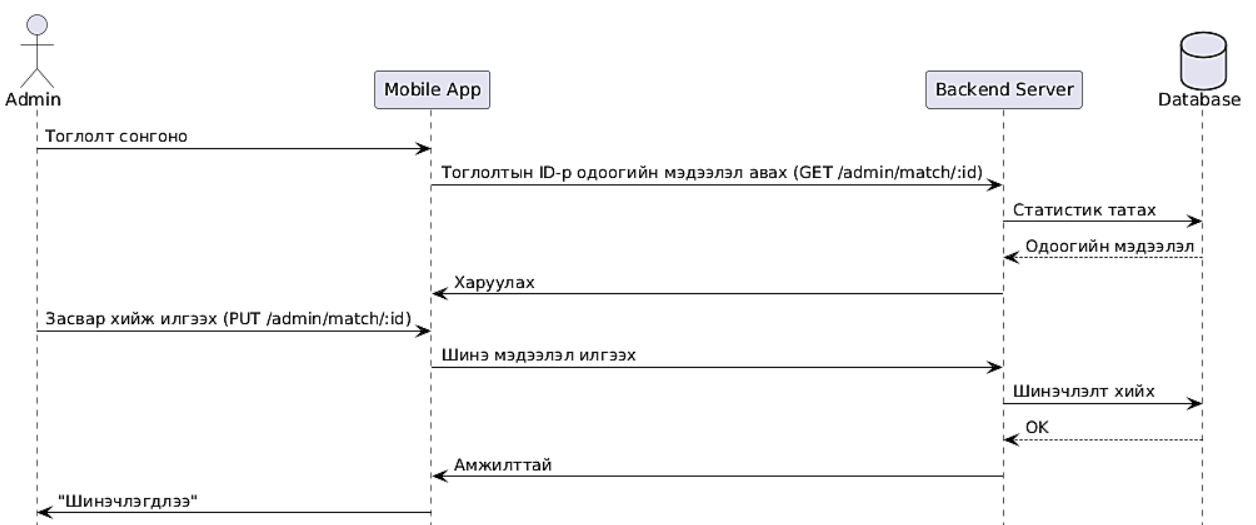 Admin
Mobile App
Backend Server
Database
Тоглолт сонгоно
Тоглолтын ID-р одоогийн мэдээлэл авах (GET /admin/match/:id)
Статистик татах
Одоогийн мэдээлэл
Харуулах
Засвар хийж илгээх (PUT /admin/match/:id)
Шинэ мэдээлэл илгээх
Шинэчлэлт хийх
OK
Амжилттай
"Шинэчлэгдлээ"